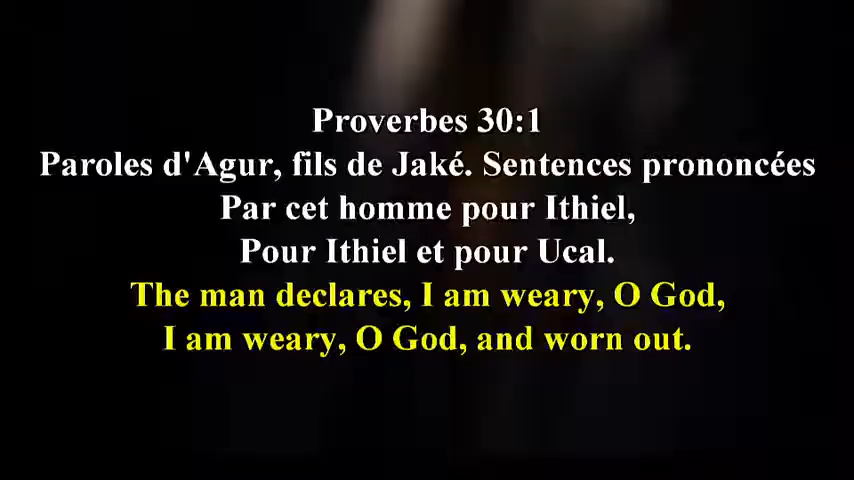 Proverbes 30:1
Paroles d'Agur, fils de Jaké. Sentences prononcées
Par cet homme pour Ithiel,
Pour Ithiel et pour Ucal.
The man declares, I am weary, O God,
I am weary, O God, and worn out.